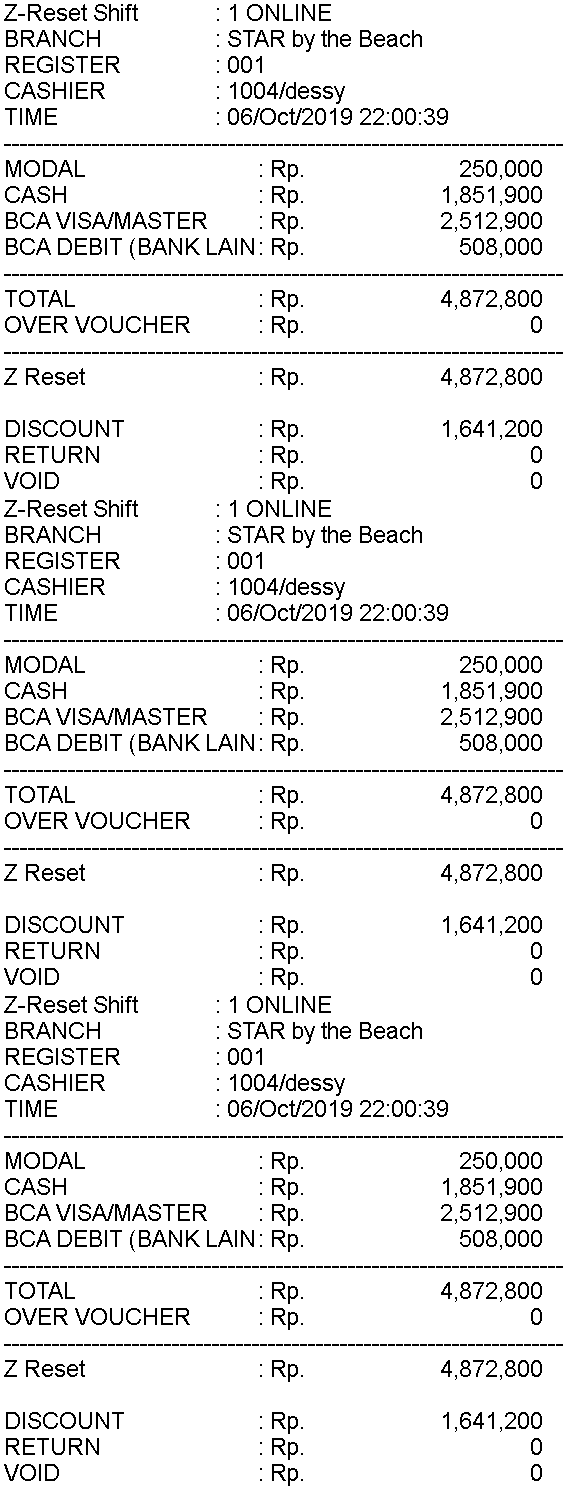 Z-Reset Shift : 1 ONLINE
BRANCH : STAR by the Beach
REGISTER : 001
CASHIER : 1004/dessy
TIME : 06/Oct/2019 22:00:39
MODAL : Rp. 250,000
CASH : Rp. 1,851,900
BCA VISA/MASTER : Rp. 2,512,900
BCA DEBIT (BANK LAIN : Rp. 508,000
TOTAL : Rp. 4,872,800
OVER VOUCHER : Rp. 0
Z Reset : Rp. 4,872,800
DISCOUNT : Rp. 1,641,200
RETURN : Rp. 0
VOID : Rp. 0
Z-Reset Shift : 1 ONLINE
BRANCH : STAR by the Beach
REGISTER : 001
CASHIER : 1004/dessy
TIME : 06/Oct/2019 22:00:39
MODAL : Rp. 250,000
CASH : Rp. 1,851,900
BCA VISA/MASTER : Rp. 2,512,900
BCA DEBIT (BANK LAIN : Rp. 508,000
TOTAL : Rp. 4,872,800
OVER VOUCHER : Rp. 0
Z Reset : Rp. 4,872,800
DISCOUNT : Rp. 1,641,200
RETURN : Rp. 0
VOID : Rp. 0
Z-Reset Shift : 1 ONLINE
BRANCH : STAR by the Beach
REGISTER : 001
CASHIER : 1004/dessy
TIME : 06/Oct/2019 22:00:39
MODAL : Rp. 250,000
CASH : Rp. 1,851,900
BCA VISA/MASTER : Rp. 2,512,900
BCA DEBIT (BANK LAIN : Rp. 508,000
TOTAL : Rp. 4,872,800
OVER VOUCHER : Rp. 0
Z Reset : Rp. 4,872,800
DISCOUNT : Rp. 1,641,200
RETURN : Rp. 0
VOID : Rp. 0